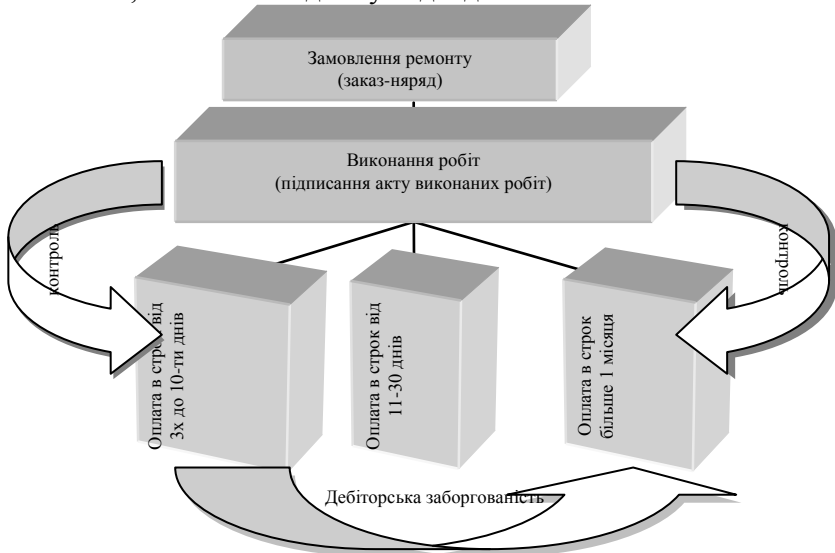 Замовлення ремонту
(заказ-няряд)
Виконання робіт
(підписання акту виконаних робіт)
контроль
контроль
Оплата в строк від
3х до 10-ти днів
Оплата в строк від
11-30 днів
Оплата в строк
більше 1 місяця
Дебіторська заборгованість